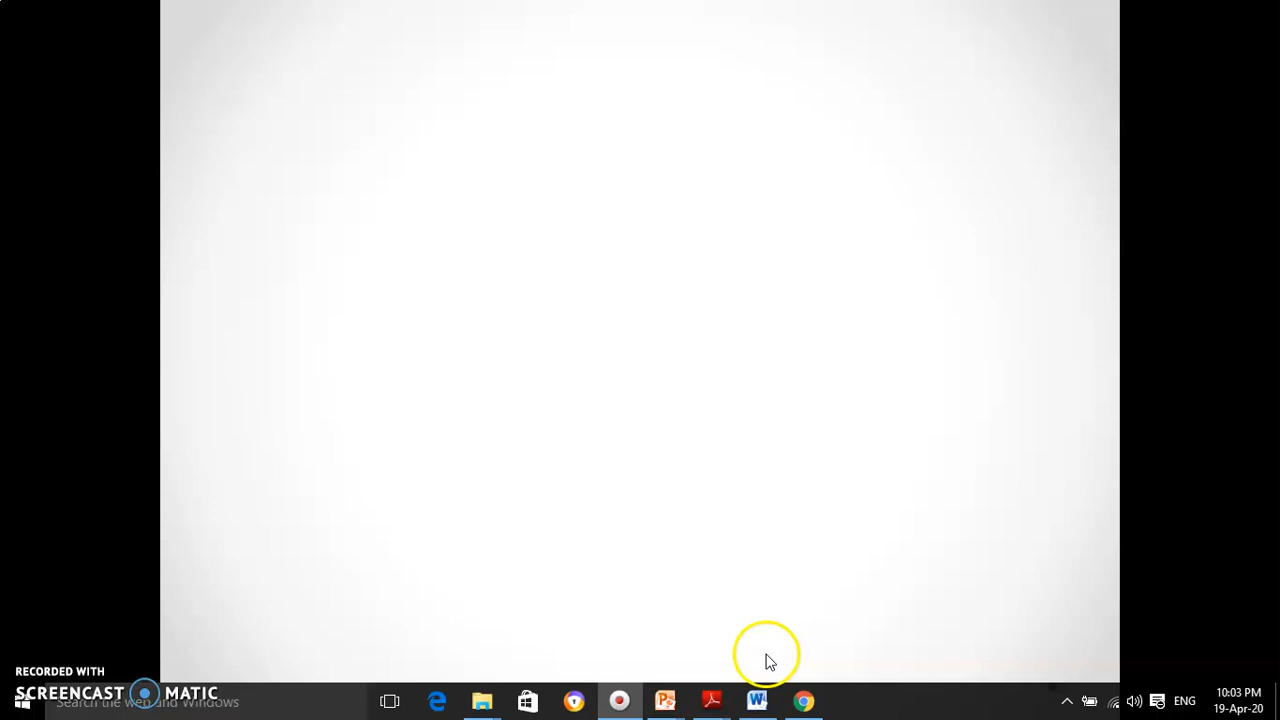 RECORDED WITH
SCREENCAST MATIC
Search the web and Windows
ENG
10:03 PM
19-Apr-20